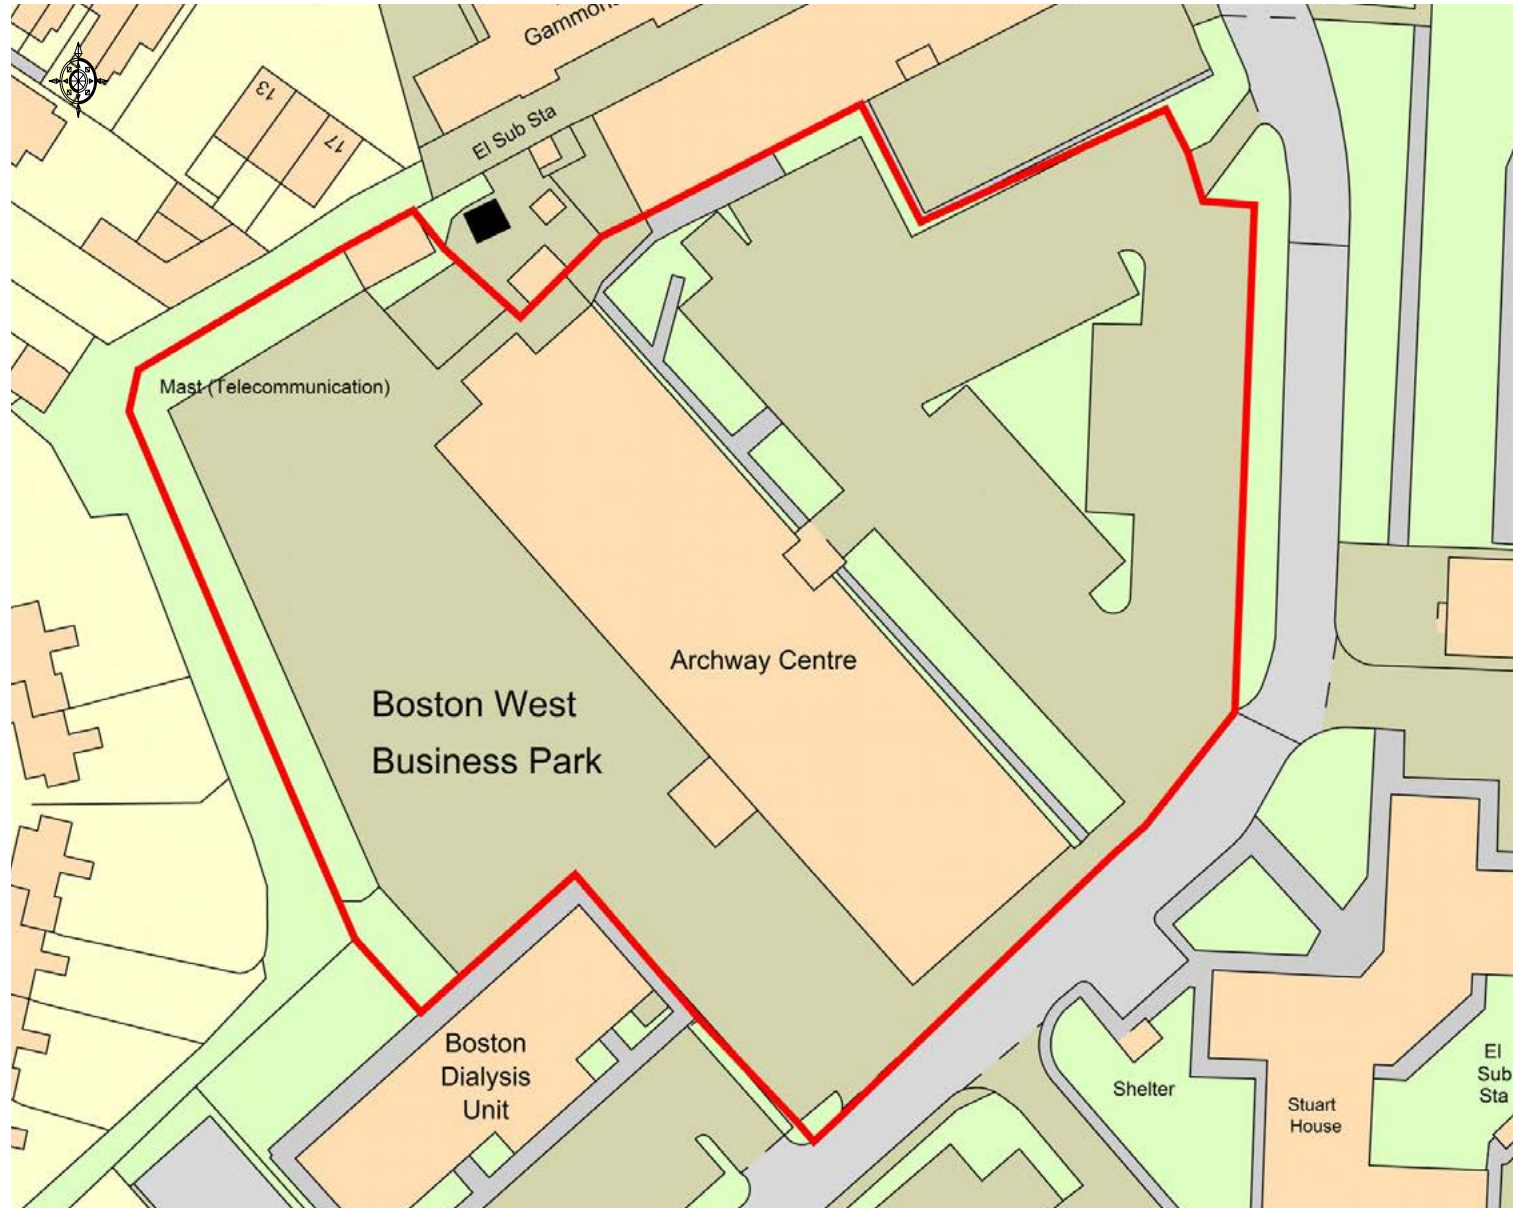 13
17
El Sub Sta
Mast (Telecommunication)
Archway Centre
Boston West
Business Park
Boston
Dialysis
Unit
Shelter
Stuart
House
El
Sub
Sta